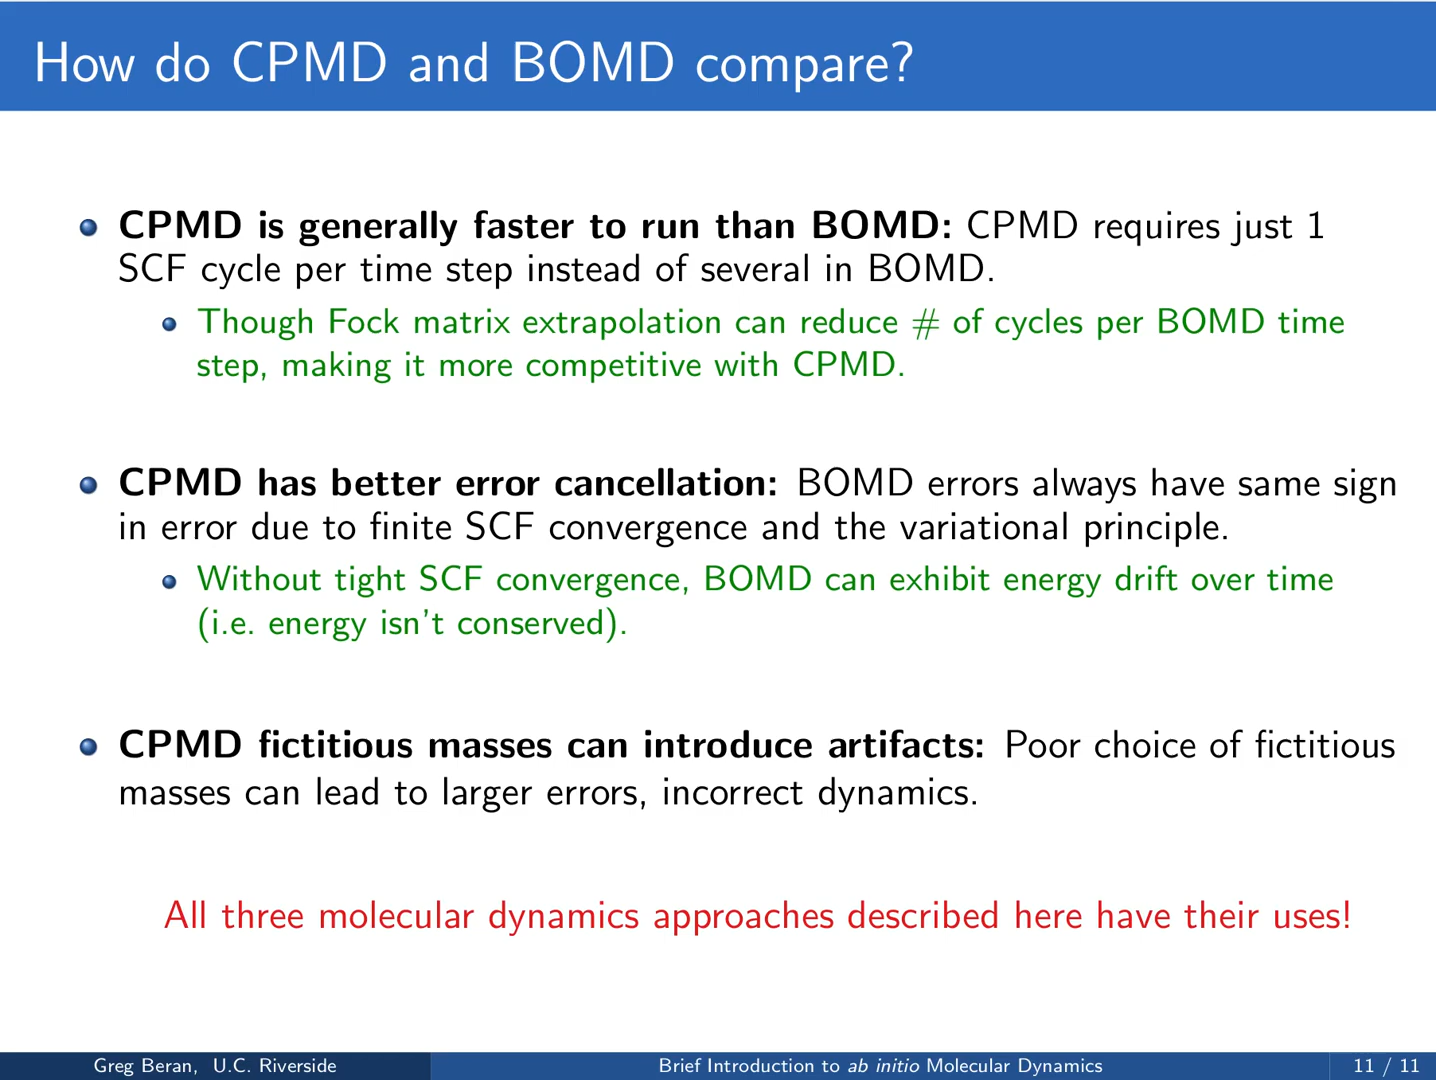 How do CPMD and BOMD compare?
CPMD is generally faster to run than BOMD: CPMD requires just 1
SCF cycle per time step instead of several in BOMD.
Though Fock matrix extrapolation can reduce # of cycles per BOMD time
step, making it more competitive with CPMD.
CPMD has better error cancellation: BOMD errors always have same sign
in error due to finite SCF convergence and the variational principle.
Without tight SCF convergence, BOMD can exhibit energy drift over time
(i.e. energy isn't conserved).
CPMD fictitious masses can introduce artifacts: Poor choice of fictitious
masses can lead to larger errors, incorrect dynamics.
All three molecular dynamics approaches described here have their uses!
Greg Beran, U.C. Riverside
Brief Introduction to ab initio Molecular Dynamics
11 / 11